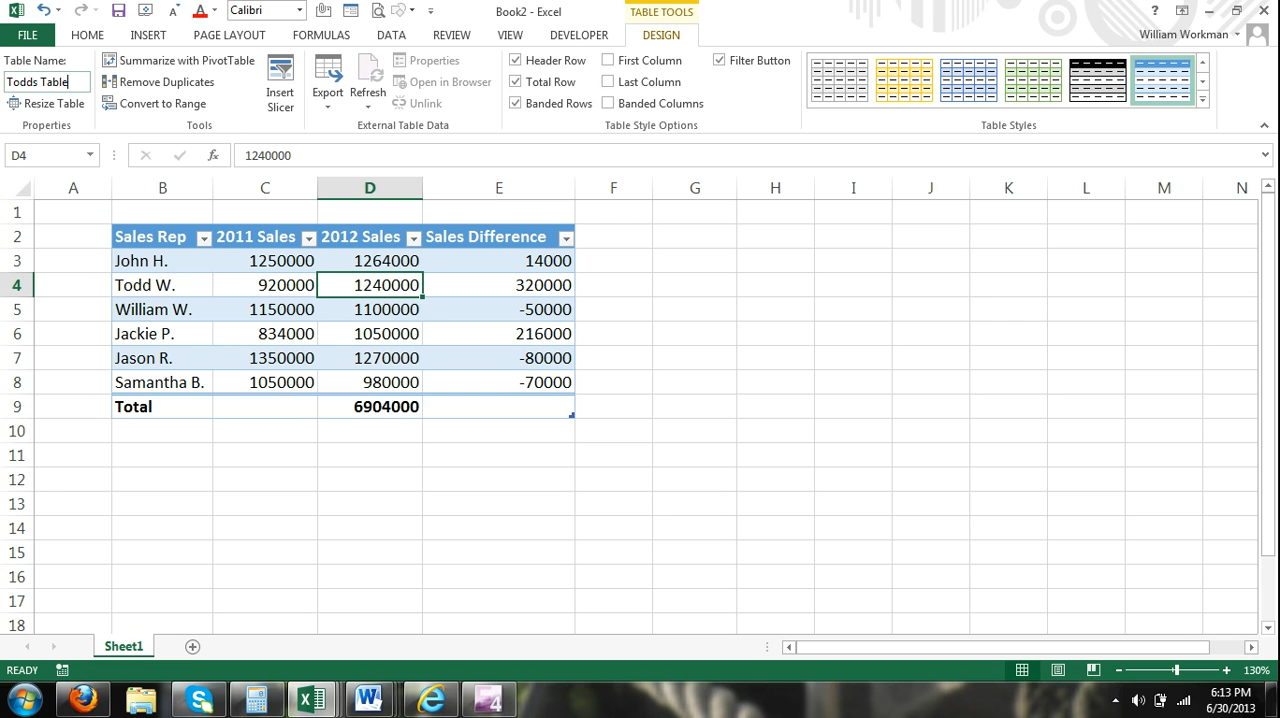 Calibri
Book2 - Excel
TABLE TOOLS
?
FILE HOME INSERT PAGE LAYOUT FORMULAS DATA REVIEW VIEW DEVELOPER DESIGN
William Workman
Table Name:
Todds Table
Resize Table
Properties
Summarize with PivotTable
Remove Duplicates
Convert to Range
Insert
Slicer
Tools
Export
Refresh
Properties
Open in Browser
Unlink
External Table Data
Header Row
Total Row
Banded Rows
First Column
Last Column
Banded Columns
Filter Button
Table Style Options
Table Styles
D4
fx
1240000
A B C D E F G H I J K L M N
1
2 Sales Rep 2011 Sales 2012 Sales Sales Difference
3 John H. 1250000 1264000 14000
4 Todd W. 920000 1240000 320000
5 William W. 1150000 1100000 -50000
6 Jackie P. 834000 1050000 216000
7 Jason R. 1350000 1270000 -80000
8 Samantha B. 1050000 980000 -70000
9 Total 6904000
10
11
12
13
14
15
16
17
18
Sheet1
READY
130%
6:13 PM
6/30/2013